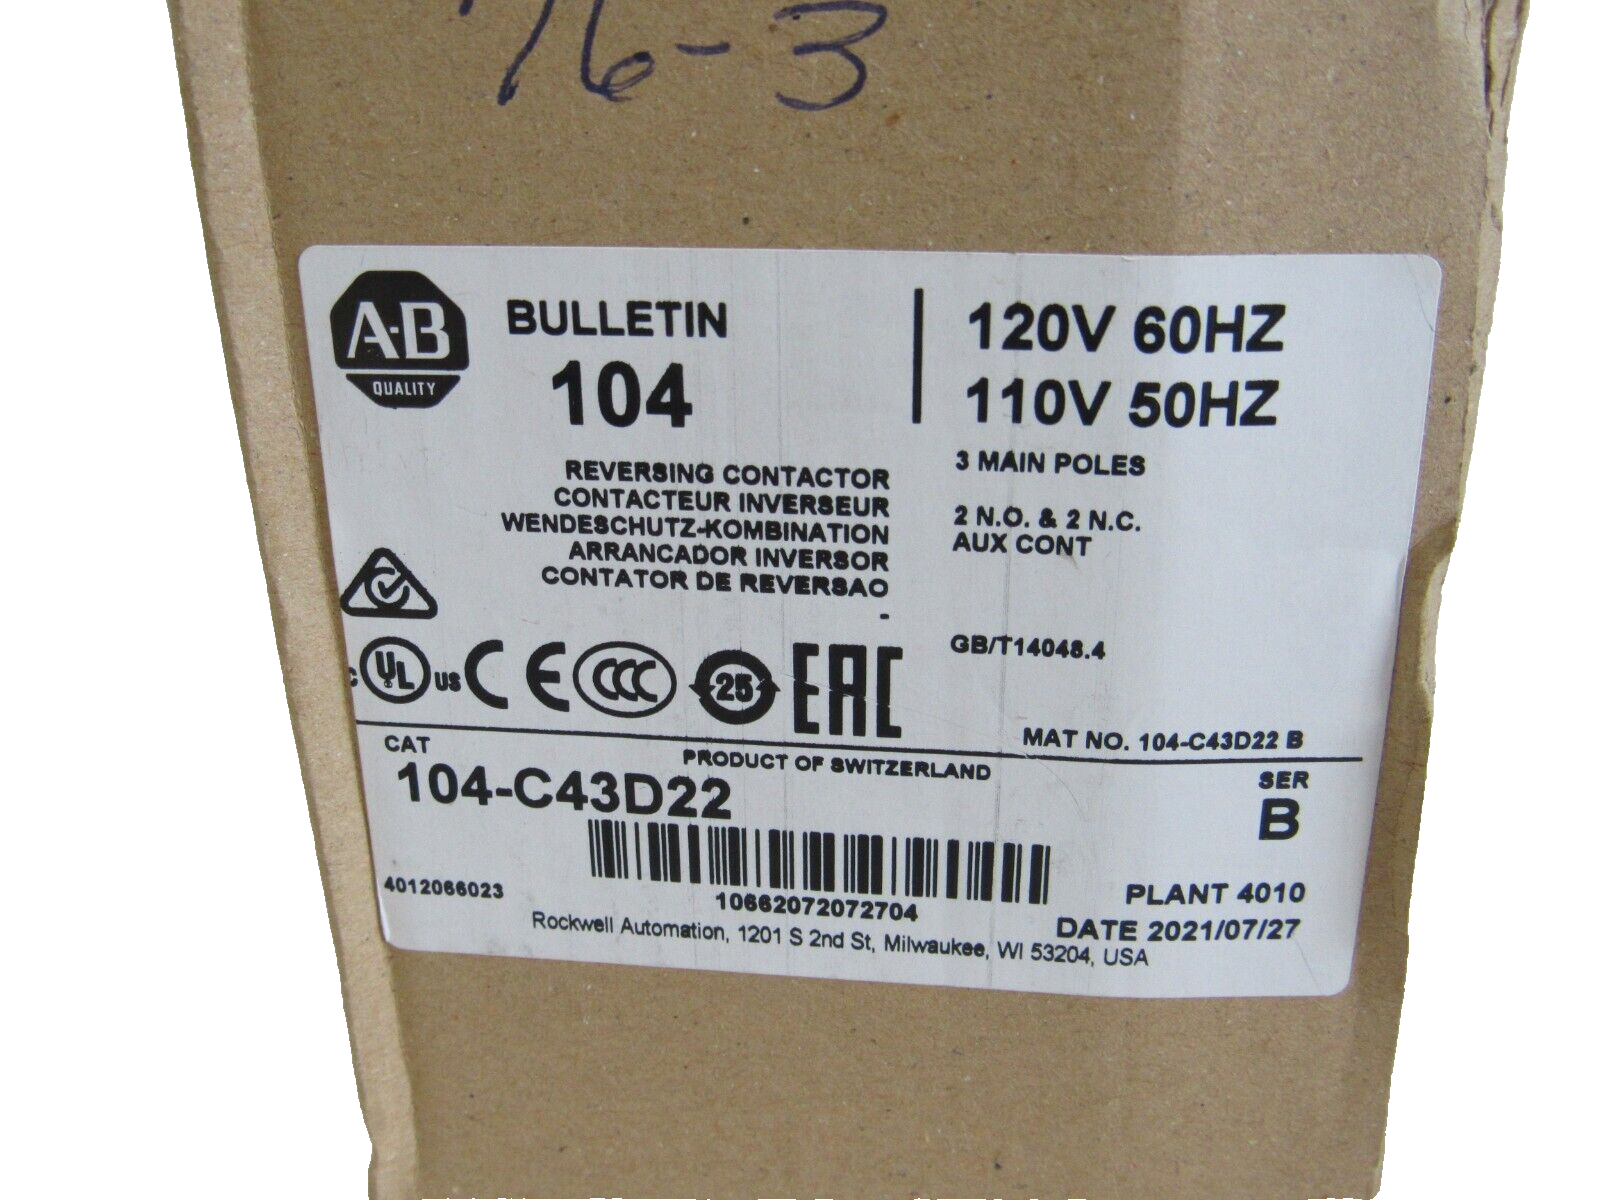 76-3
A-B
QUALITY
BULLETIN
104
120V 60HZ
110V 50HZ
REVERSING CONTACTOR
CONTACTEUR INVERSEUR
WENDESCHUTZ-KOMBINATION
ARRANCADOR INVERSOR
CONTATOR DE REVERSAO
-
3 MAIN POLES
2 N.O. & 2 N.C.
AUX CONT
GB/T14048.4
C UL US CE CCC 25 EAC
MAT NO. 104-C43D22 B
CAT
PRODUCT OF SWITZERLAND
SER
104-C43D22
B
4012066023
10662072072704
PLANT 4010
DATE 2021/07/27
Rockwell Automation, 1201 S 2nd St, Milwaukee, WI 53204, USA